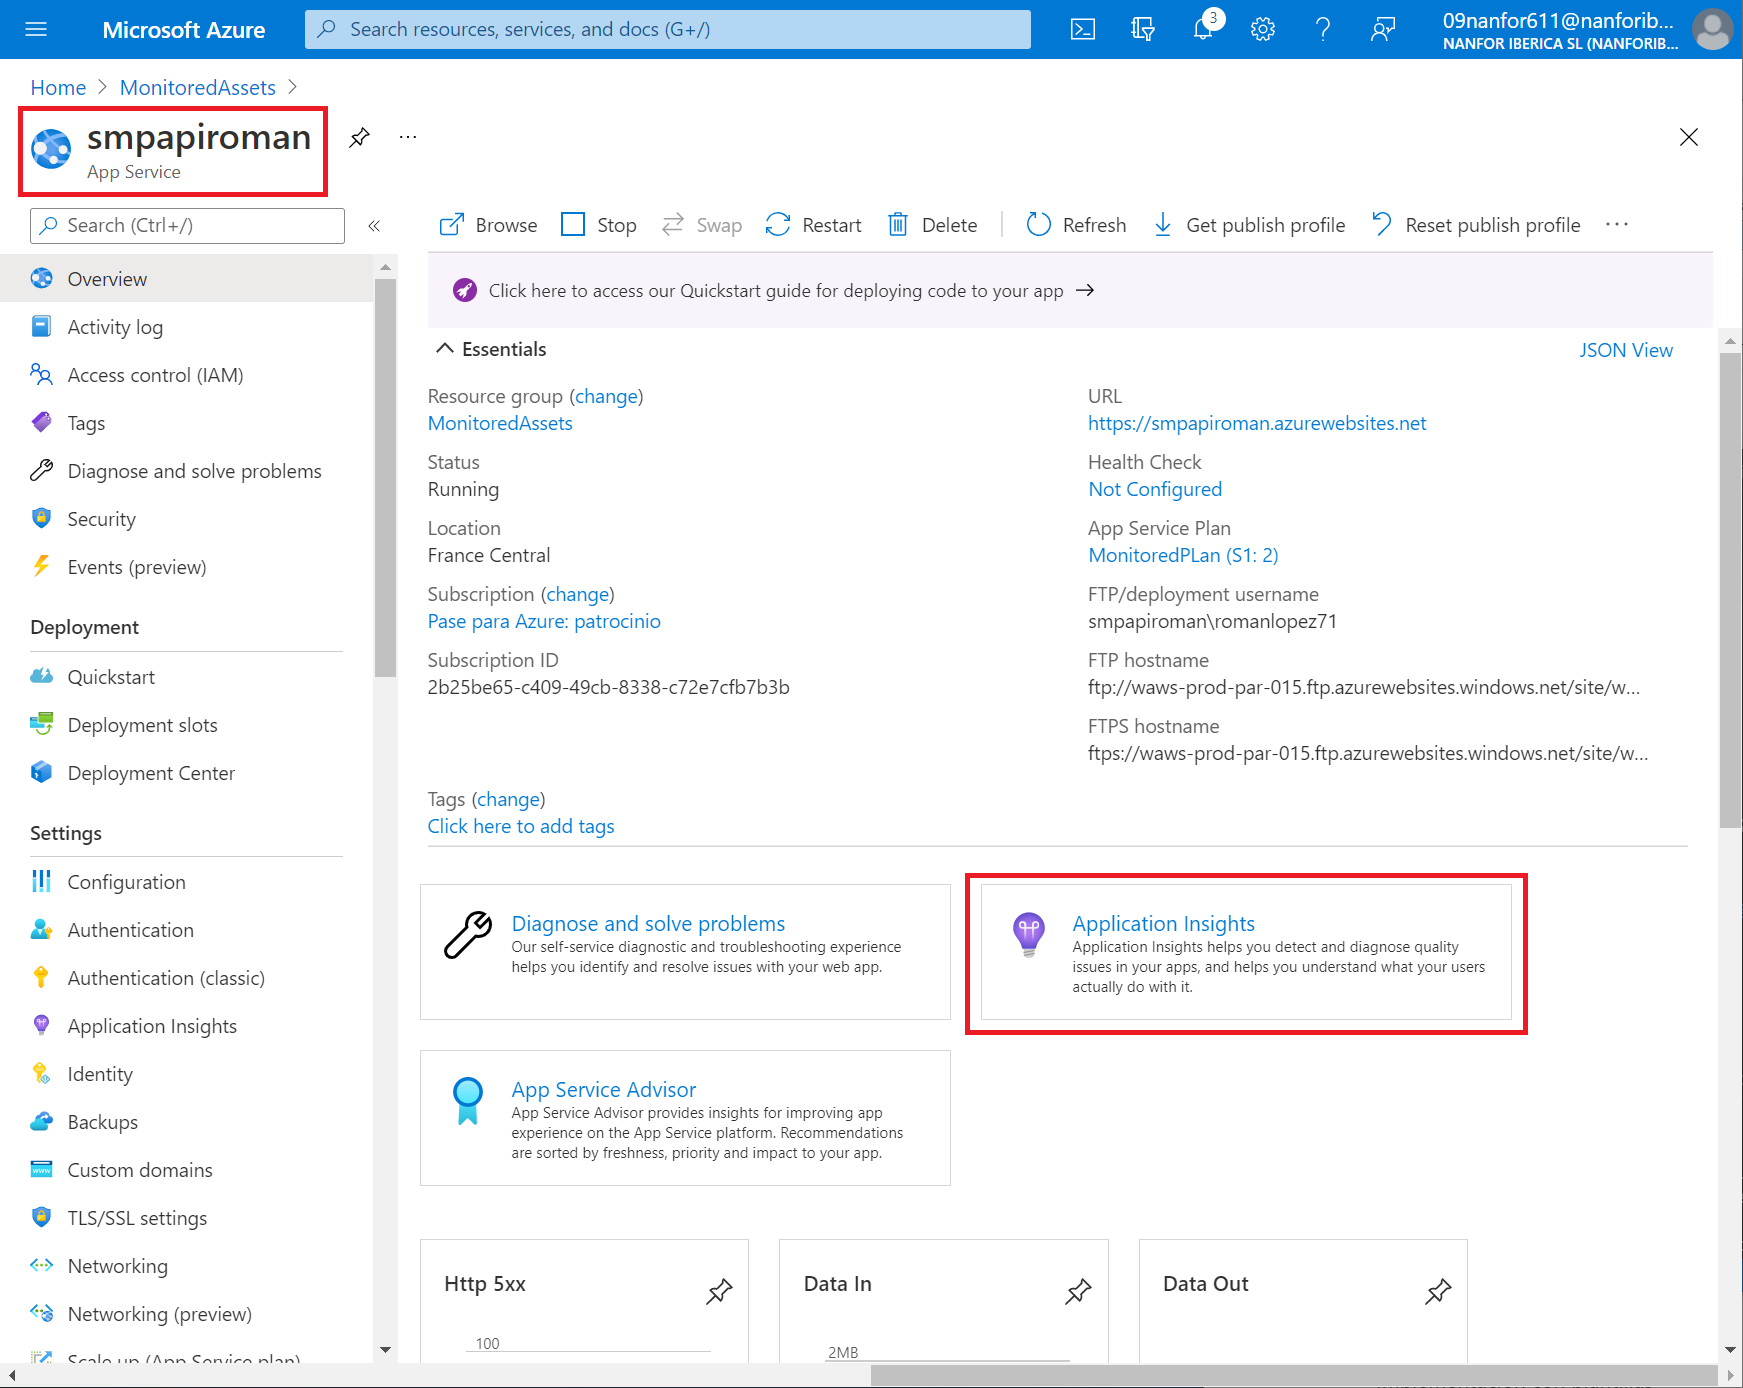 Microsoft Azure
Search resources, services, and docs (G+/)
3
09nanfor611@nanforib...
NANFOR IBERICA SL (NANFORIB...
Home > MonitoredAssets >
smpapiroman
App Service
...
Search (Ctrl+/)
«
Browse
Stop
Swap
Restart
Delete
Refresh
Get publish profile
Reset publish profile
...
Overview
Activity log
Access control (IAM)
Tags
Diagnose and solve problems
Security
Events (preview)
Deployment
Quickstart
Deployment slots
Deployment Center
Settings
Configuration
Authentication
Authentication (classic)
Application Insights
Identity
Backups
Custom domains
TLS/SSL settings
Networking
Networking (preview)
Scale up (App Service plan)
Click here to access our Quickstart guide for deploying code to your app →
Essentials
JSON View
Resource group (change)
MonitoredAssets
Status
Running
Location
France Central
Subscription (change)
Pase para Azure: patrocinio
Subscription ID
2b25be65-c409-49cb-8338-c72e7cfb7b3b
URL
https://smpapiroman.azurewebsites.net
Health Check
Not Configured
App Service Plan
MonitoredPLan (S1: 2)
FTP/deployment username
smpapiroman\romanlopez71
FTP hostname
ftp://waws-prod-par-015.ftp.azurewebsites.windows.net/site/w...
FTPS hostname
ftps://waws-prod-par-015.ftp.azurewebsites.windows.net/site/w...
Tags (change)
Click here to add tags
Diagnose and solve problems
Our self-service diagnostic and troubleshooting experience
helps you identify and resolve issues with your web app.
Application Insights
Application Insights helps you detect and diagnose quality
issues in your apps, and helps you understand what your users
actually do with it.
App Service Advisor
App Service Advisor provides insights for improving app
experience on the App Service platform. Recommendations
are sorted by freshness, priority and impact to your app.
Http 5xx
100
Data In
2MB
Data Out